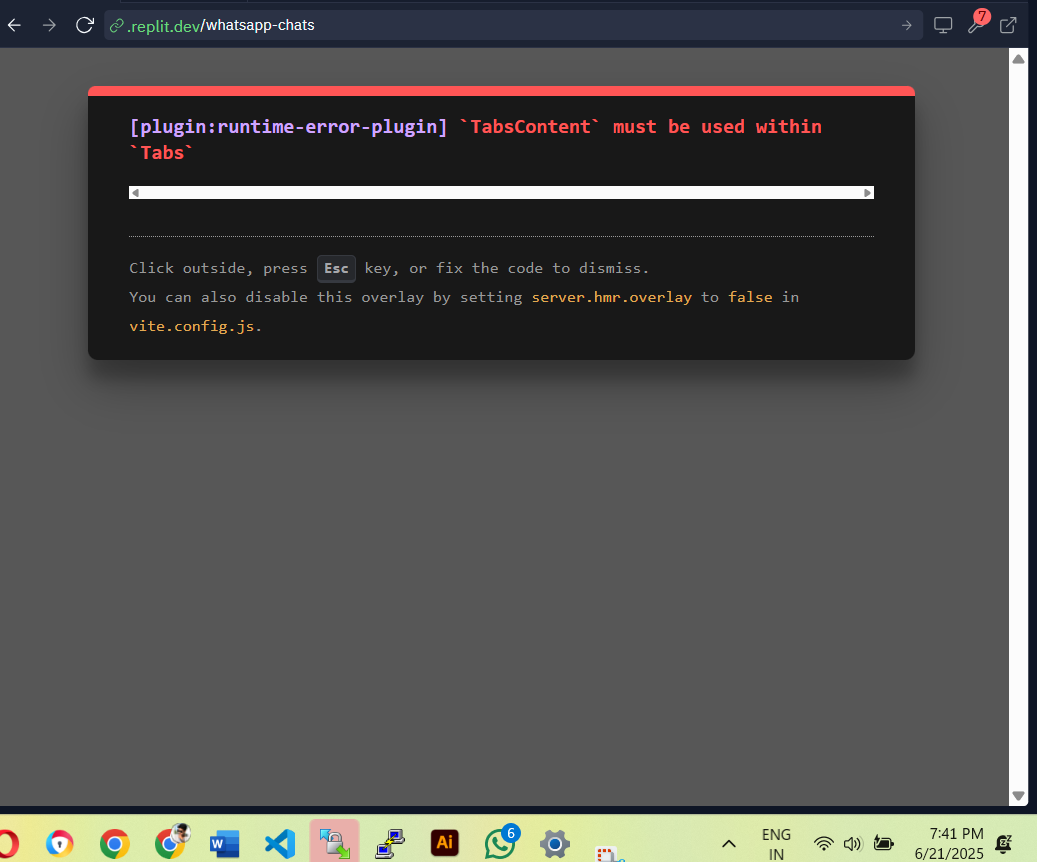 .replit.dev/whatsapp-chats
7
[plugin:runtime-error-plugin] `TabsContent` must be used within
`Tabs`
Click outside, press Esc key, or fix the code to dismiss.
You can also disable this overlay by setting server.hmr.overlay to false in
vite.config.js.
W
Ai
6
ENG
IN
7:41 PM
6/21/2025